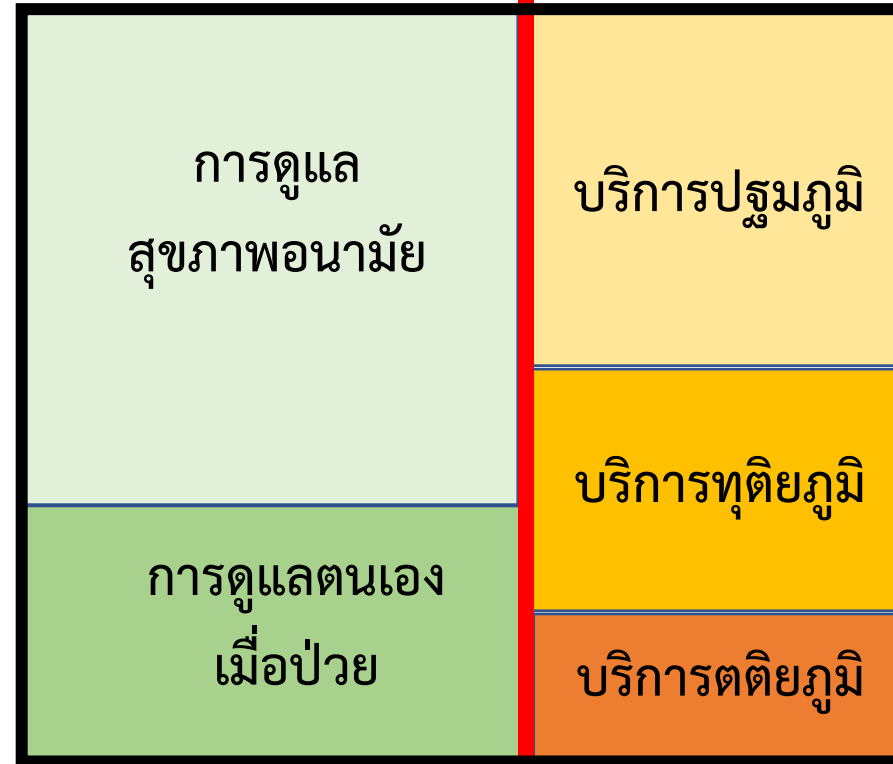 การดูแล
สุขภาพอนามัย
การดูแลตนเอง
เมื่อป่วย
บริการปฐมภูมิ
บริการทุติยภูมิ
บริการตติยภูมิ